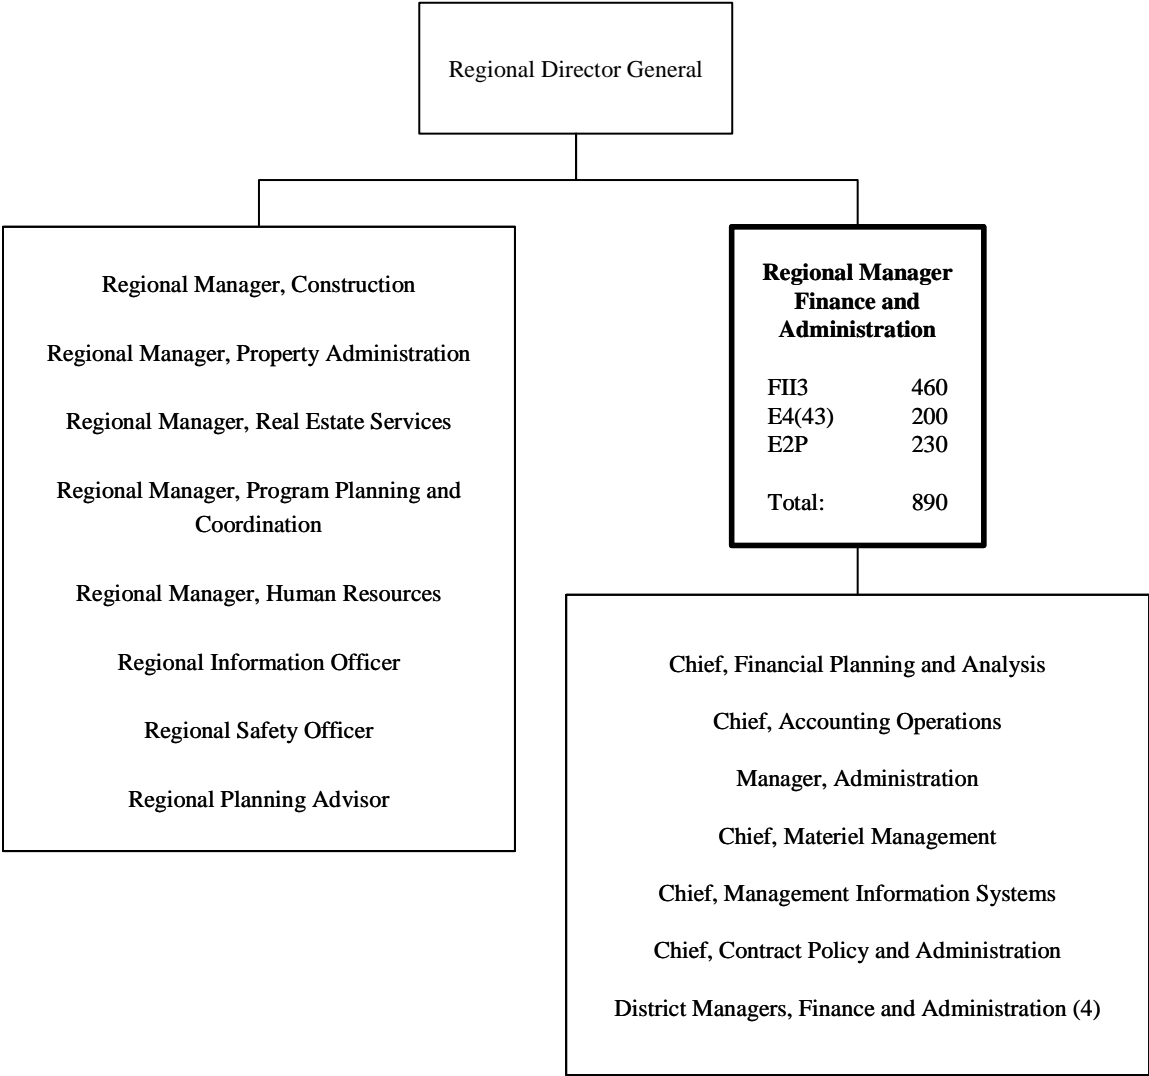 Regional Director General
Regional Manager, Construction
Regional Manager, Property Administration
Regional Manager, Real Estate Services
Regional Manager, Program Planning and
Coordination
Regional Manager, Human Resources
Regional Information Officer
Regional Safety Officer
Regional Planning Advisor
Regional Manager
Finance and
Administration
FII3 460
E4(43) 200
E2P 230
Total: 890
Chief, Financial Planning and Analysis
Chief, Accounting Operations
Manager, Administration
Chief, Materiel Management
Chief, Management Information Systems
Chief, Contract Policy and Administration
District Managers, Finance and Administration (4)